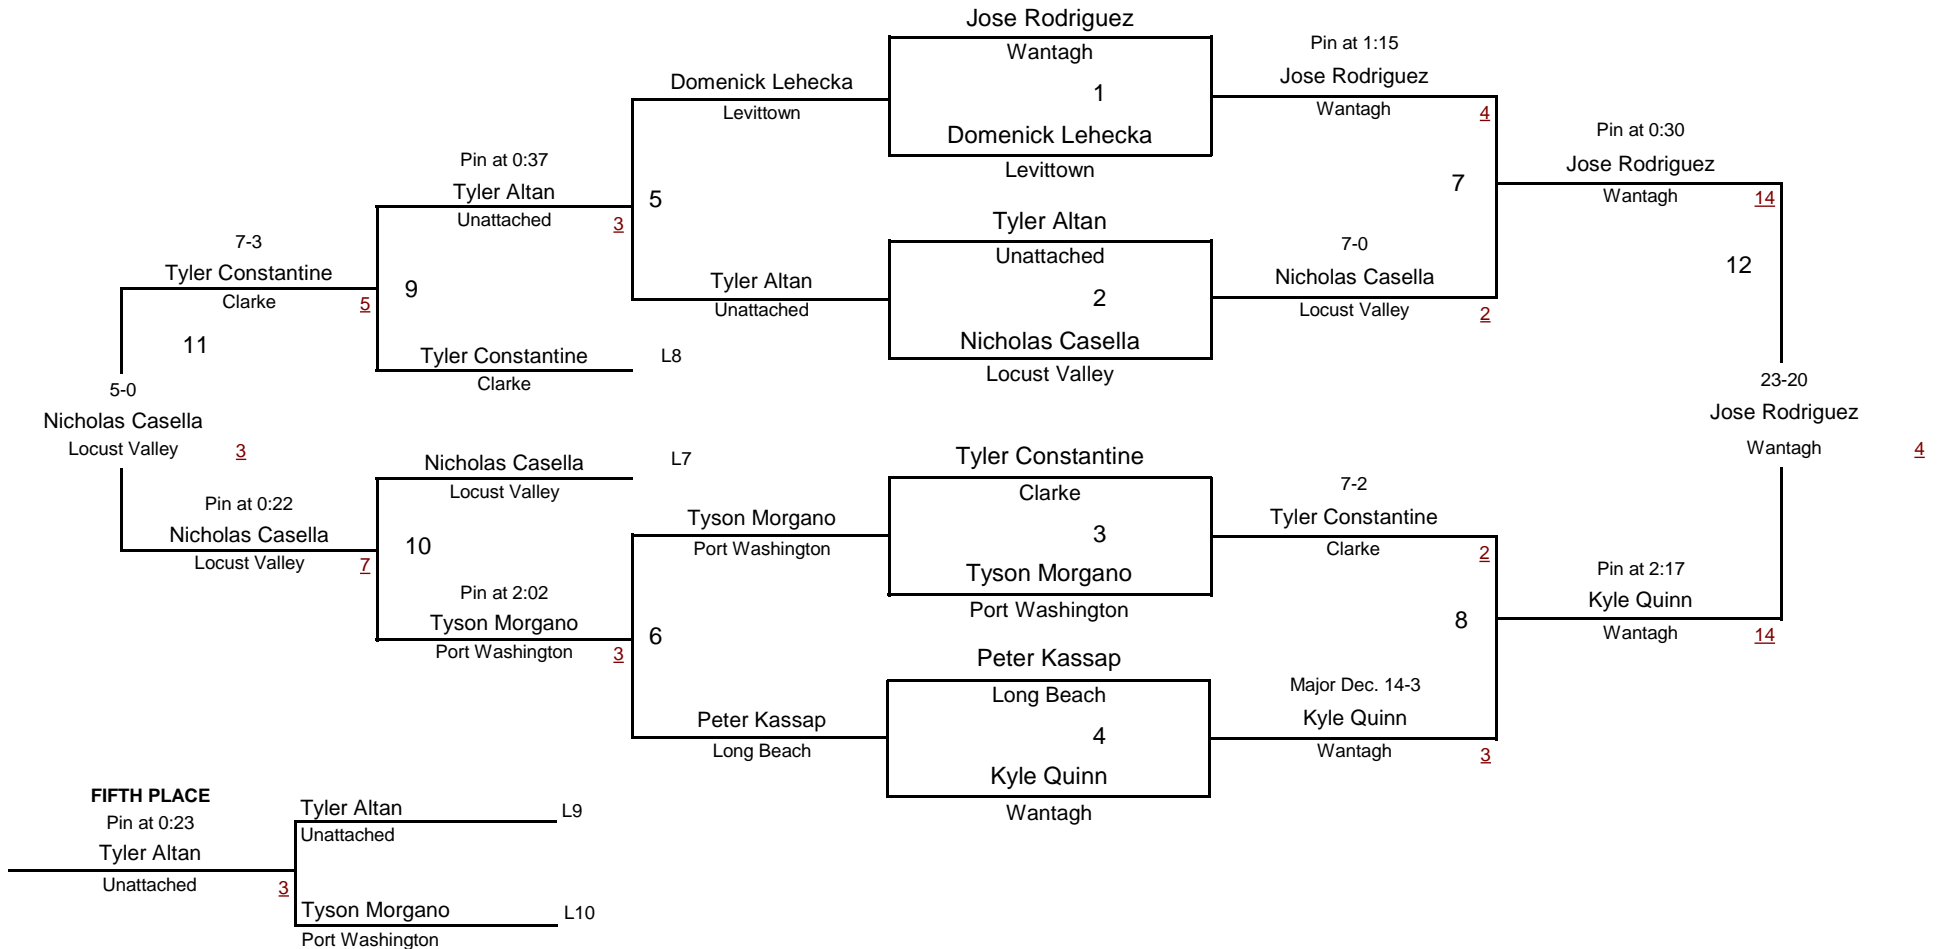 Jose Rodriguez
Wantagh
1
Domenick Lehecka
Levittown
Tyler Altan
Unattached
2
Nicholas Casella
Locust Valley
Tyler Constantine
Clarke
3
Tyson Morgano
Port Washington
Peter Kassap
Long Beach
4
Kyle Quinn
Wantagh
Pin at 1:15
Jose Rodriguez
Wantagh
4
7
7-0
Nicholas Casella
Locust Valley
2
7-2
Tyler Constantine
Clarke
2
8
Major Dec. 14-3
Kyle Quinn
Wantagh
3
Pin at 0:30
Jose Rodriguez
Wantagh
14
12
Pin at 2:17
Kyle Quinn
Wantagh
14
23-20
Jose Rodriguez
Wantagh
4
Domenick Lehecka
Levittown
5
Tyler Altan
Unattached
Tyson Morgano
Port Washington
6
Peter Kassap
Long Beach
Pin at 0:37
Tyler Altan
Unattached
3
9
Tyler Constantine
L8
Clarke
Nicholas Casella
L7
Locust Valley
10
Pin at 2:02
Tyson Morgano
Port Washington
3
7-3
Tyler Constantine
Clarke
5
11
Pin at 0:22
Nicholas Casella
Locust Valley
7
5-0
Nicholas Casella
Locust Valley
3
FIFTH PLACE
Pin at 0:23
Tyler Altan
Unattached
3
Tyler Altan
L9
Unattached
Tyson Morgano
L10
Port Washington